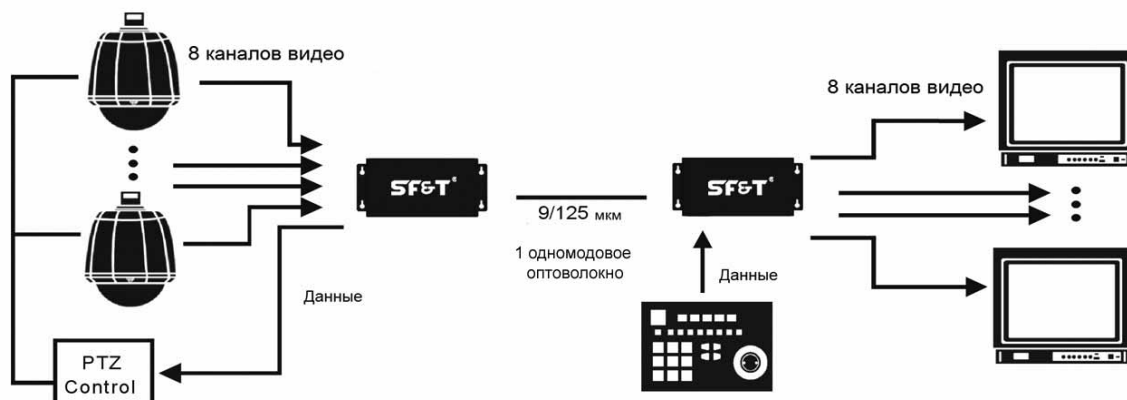 8 каналов видео
8 каналов видео
SF&T®
SF&T®
9/125 мкм
1 одномодовое
оптоволокно
Данные
Данные
PTZ
Control